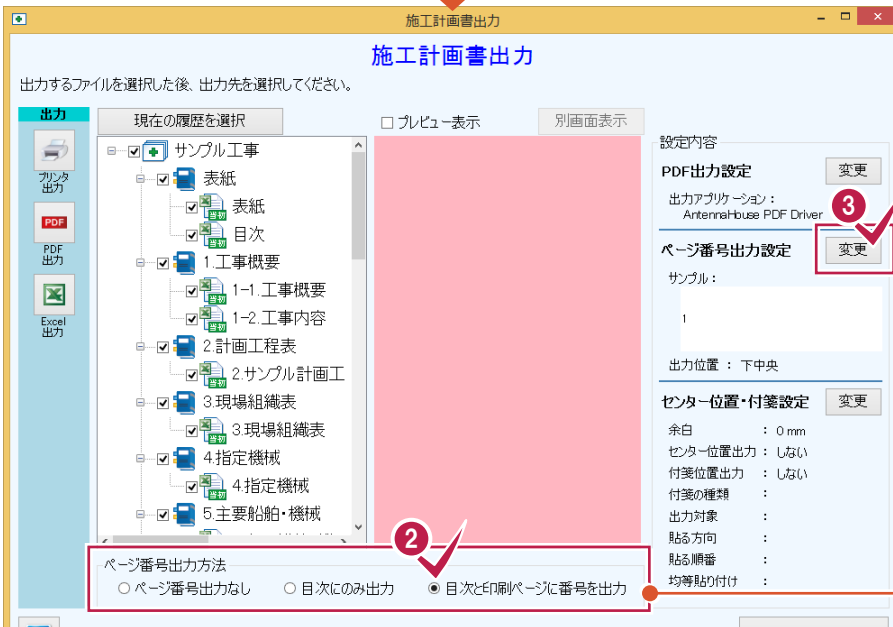 施工計画書出力
施工計画書出力
出力するファイルを選択した後、出力先を選択してください。
出力
プリンタ
出力
PDF
PDF
出力
Excel
出力
現在の履歴を選択
プレビュー表示
別画面表示
サンプル工事
表紙
当初 表紙
当初 目次
1.工事概要
当初 1-1.工事概要
当初 1-2.工事内容
2.計画工程表
当初 2.サンプル計画工
3.現場組織表
当初 3.現場組織表
4.指定機械
当初 4.指定機械
5.主要船舶・機械
2
ページ番号出力方法
ページ番号出力なし
目次にのみ出力
目次と印刷ページに番号を出力
設定内容
PDF出力設定
変更
出力アプリケーション：
AntennaHouse PDF Driver
3
ページ番号出力設定
変更
サンプル：
1
出力位置 ： 下中央
センター位置・付箋設定
変更
余白 ： 0 mm
センター位置出力 ： しない
付箋位置出力 ： しない
付箋の種類 ：
出力対象 ：
貼る方向 ：
貼る順番 ：
均等貼り付け ：